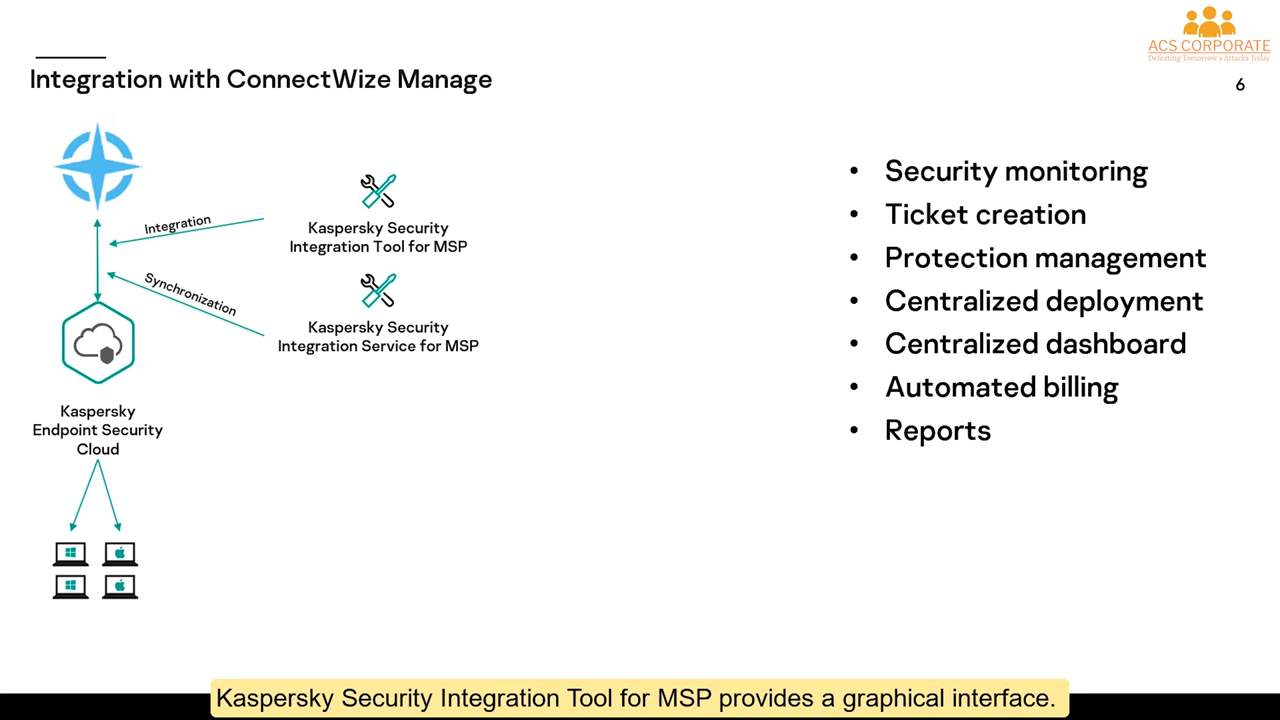 ACS CORPORATE
Defeating Tomorrow's Attacks Today
Integration with ConnectWize Manage
6
Integration
Kaspersky Security
Integration Tool for MSP
Synchronization
Kaspersky Security
Integration Service for MSP
Kaspersky
Endpoint Security
Cloud
• Security monitoring
• Ticket creation
• Protection management
• Centralized deployment
• Centralized dashboard
• Automated billing
• Reports
Kaspersky Security Integration Tool for MSP provides a graphical interface.